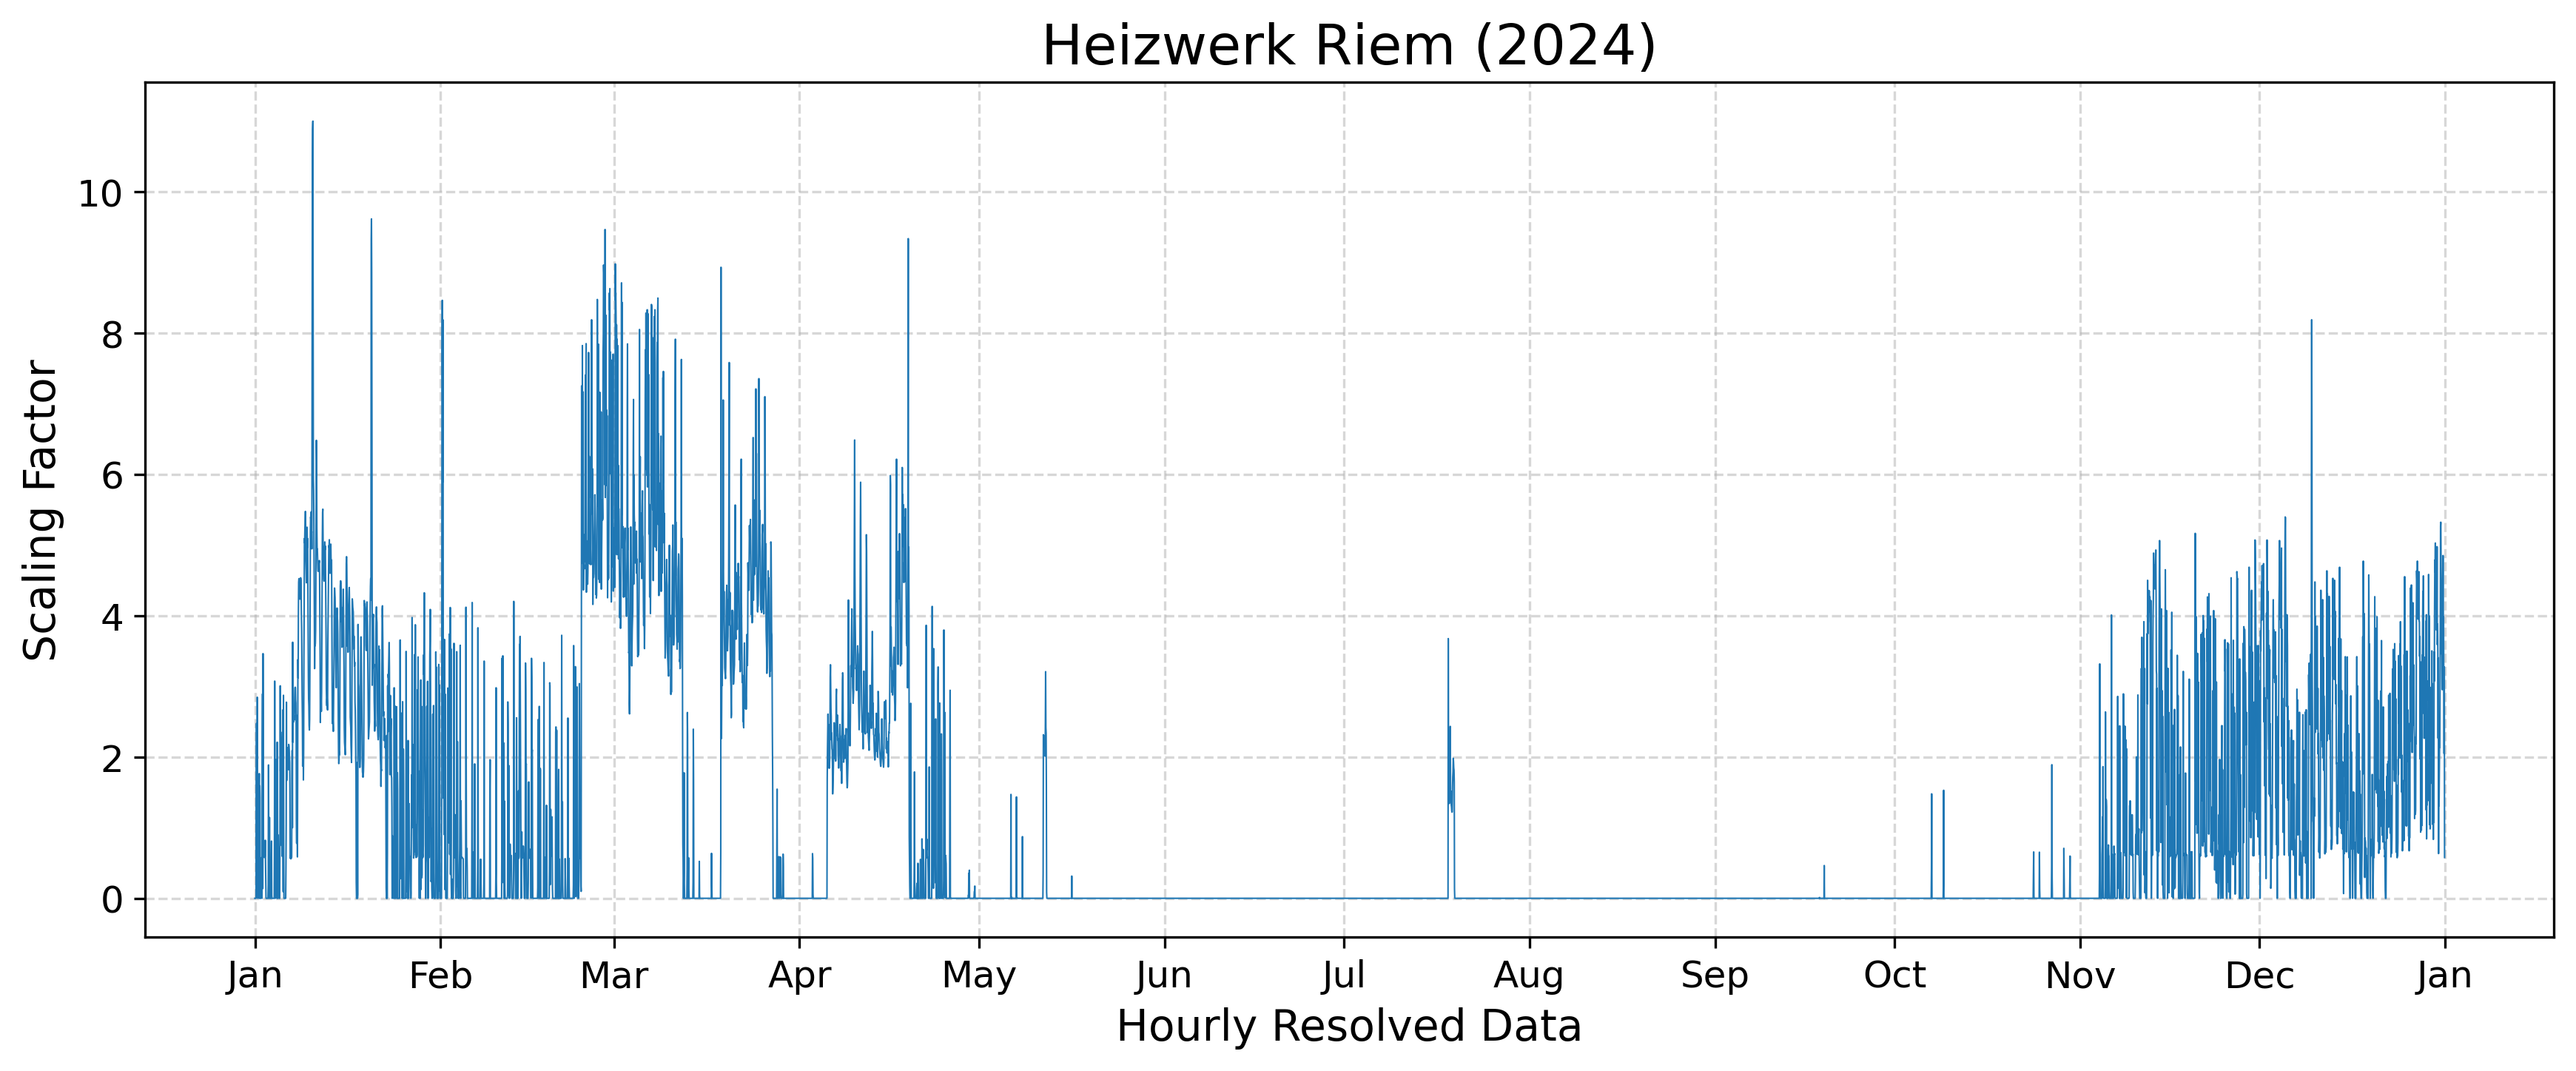 Heizwerk Riem (2024)
Scaling Factor
10
8
6
4
2
0
Jan Feb Mar Apr May Jun Jul Aug Sep Oct Nov Dec Jan
Hourly Resolved Data